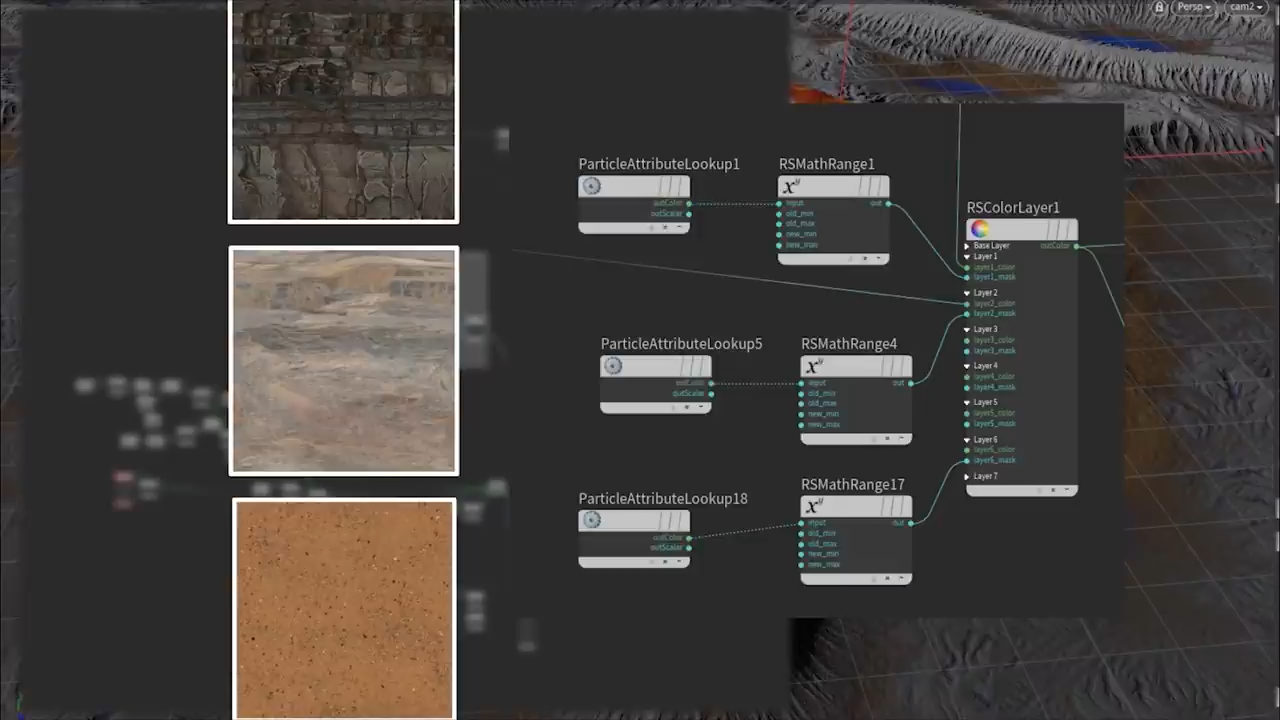 Persp
cam2
ParticleAttributeLookup1
outColor
outScalar
RSMathRange1
x^y
input
out
old_min
old_max
new_min
new_max
RSColorLayer1
Base Layer
outColor
Layer 1
layer1_color
layer1_mask
Layer 2
layer2_color
layer2_mask
Layer 3
layer3_color
layer3_mask
Layer 4
layer4_color
layer4_mask
Layer 5
layer5_color
layer5_mask
Layer 6
layer6_color
layer6_mask
Layer 7
ParticleAttributeLookup5
outColor
outScalar
RSMathRange4
x^y
input
out
old_min
old_max
new_min
new_max
ParticleAttributeLookup18
outColor
outScalar
RSMathRange17
x^y
input
out
old_min
old_max
new_min
new_max